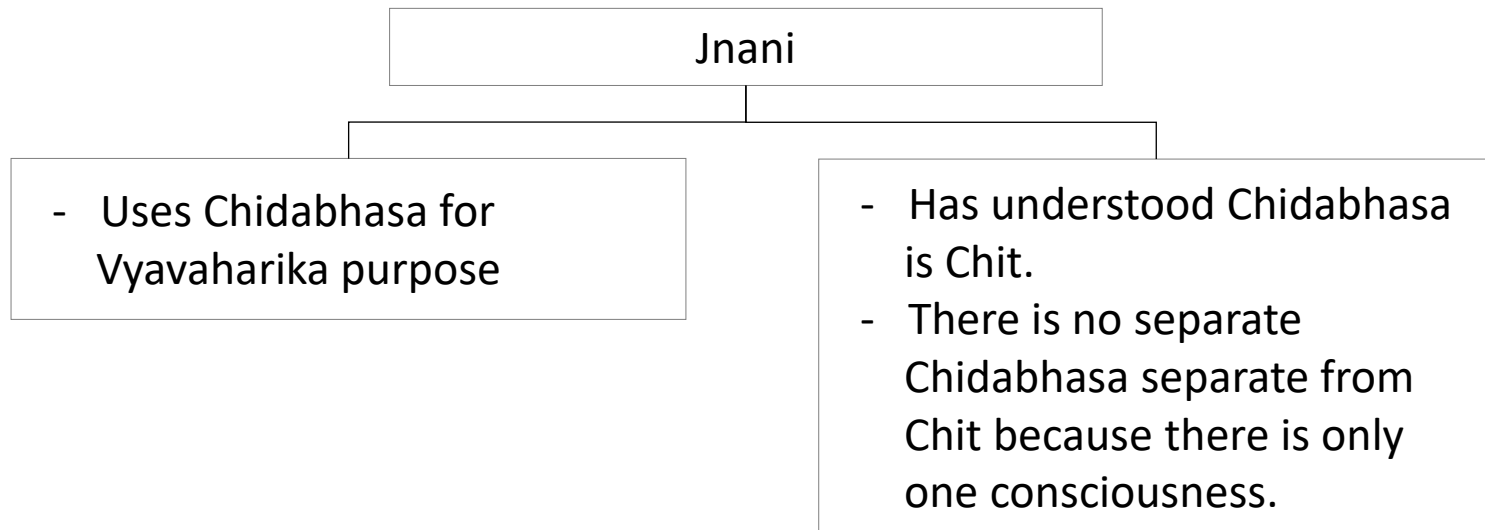 Jnani
- Uses Chidabhasa for
Vyavaharika purpose
- Has understood Chidabhasa
is Chit.
- There is no separate
Chidabhasa separate from
Chit because there is only
one consciousness.